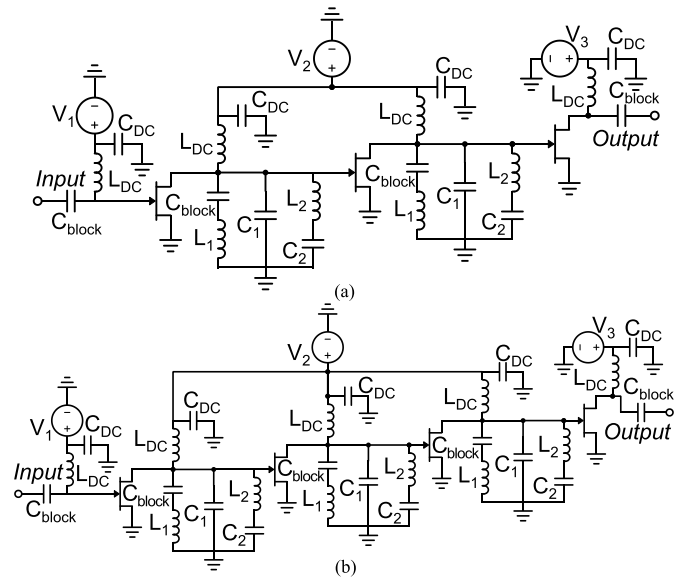 V2
CDC
V3
CDC
LDC
Cblock
Output
V1
CDC
CDC
LDC
LDC
Input
LDC
Cblock
Cblock
L1
C1
L2
C2
Cblock
L1
C1
L2
C2
(a)
V2
CDC
V3
CDC
LDC
Cblock
Output
V1
CDC
CDC
CDC
LDC
LDC
LDC
Input
LDC
Cblock
Cblock
L1
C1
L2
C2
Cblock
L1
C1
L2
C2
Cblock
L1
C1
L2
C2
(b)